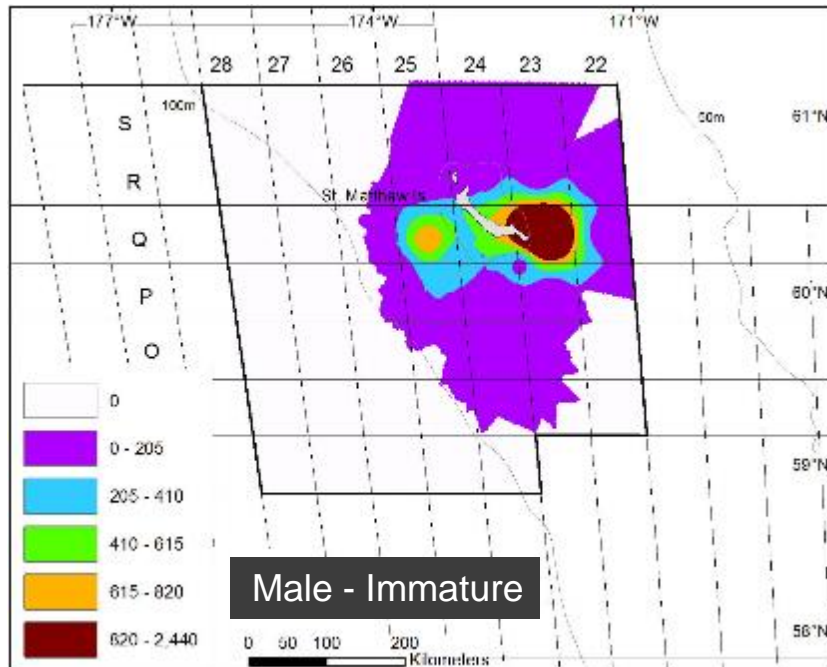 177°W 174°W 171°W
28 27 26 25 24 23 22
100m
50m
61°N
S
R
St. Matthew Is.
Q
P
60°N
O
0
0 - 205
205 - 410
410 - 615
615 - 820
820 - 2,440
59°N
Male - Immature
58°N
0 50 100 200
Kilometers